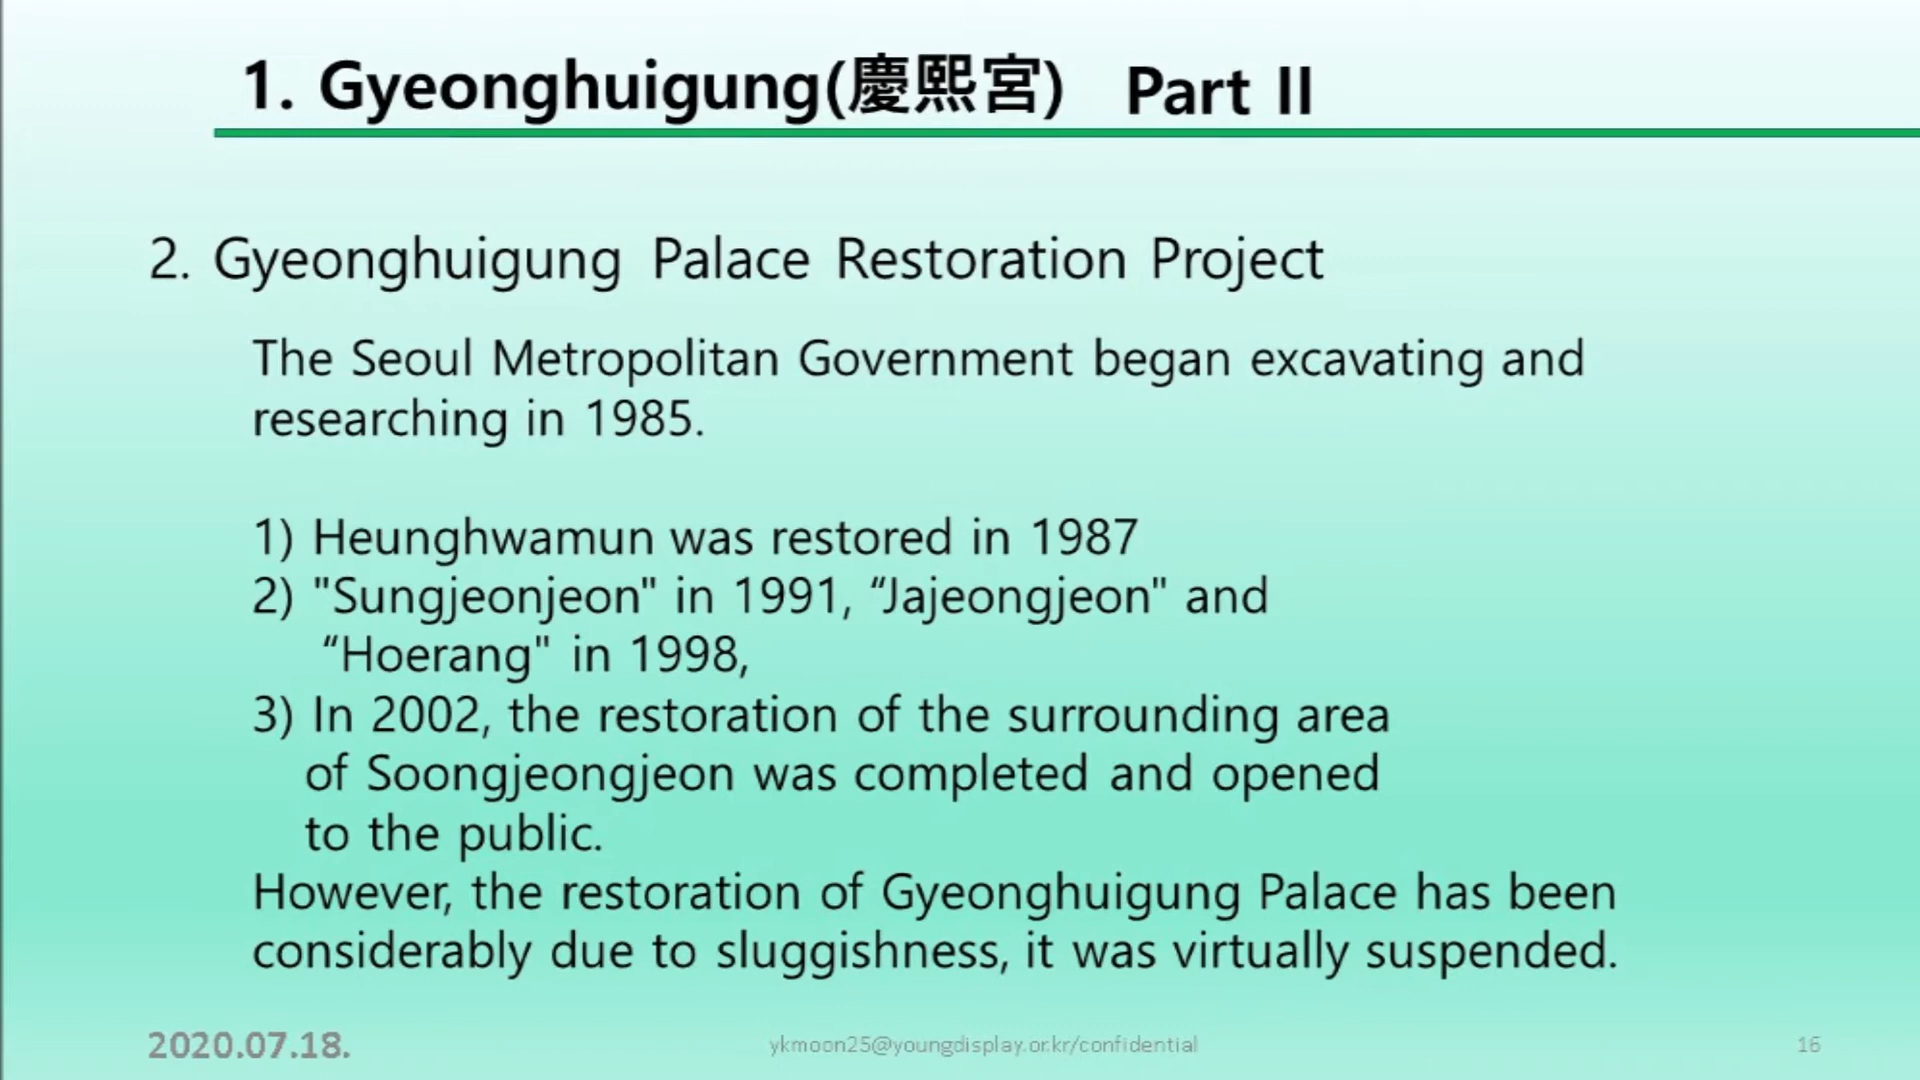 1. Gyeonghuigung(慶熙宮) Part II
2. Gyeonghuigung Palace Restoration Project
The Seoul Metropolitan Government began excavating and
researching in 1985.
1) Heunghwamun was restored in 1987
2) "Sungjeonjeon" in 1991, “Jajeongjeon" and
“Hoerang" in 1998,
3) In 2002, the restoration of the surrounding area
of Soongjeongjeon was completed and opened
to the public.
However, the restoration of Gyeonghuigung Palace has been
considerably due to sluggishness, it was virtually suspended.
2020.07.18.
ykmoon25@youngdisplay.or.kr/confidential
16